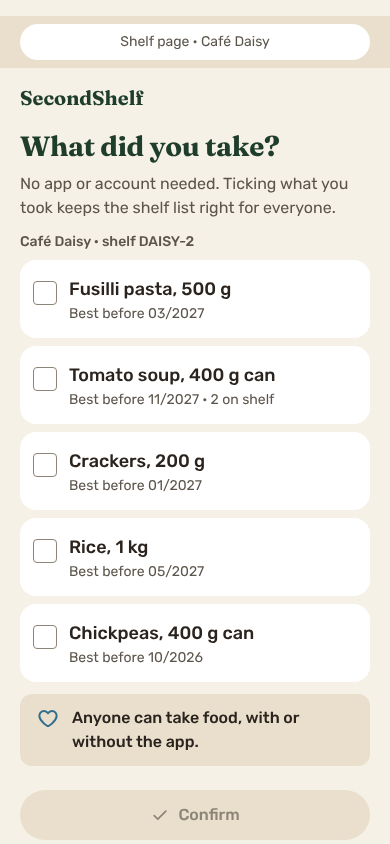 Shelf page • Café Daisy
SecondShelf
What did you take?
No app or account needed. Ticking what you
took keeps the shelf list right for everyone.
Café Daisy • shelf DAISY-2
Fusilli pasta, 500 g
Best before 03/2027
Tomato soup, 400 g can
Best before 11/2027 • 2 on shelf
Crackers, 200 g
Best before 01/2027
Rice, 1 kg
Best before 05/2027
Chickpeas, 400 g can
Best before 10/2026
Anyone can take food, with or
without the app.
Confirm